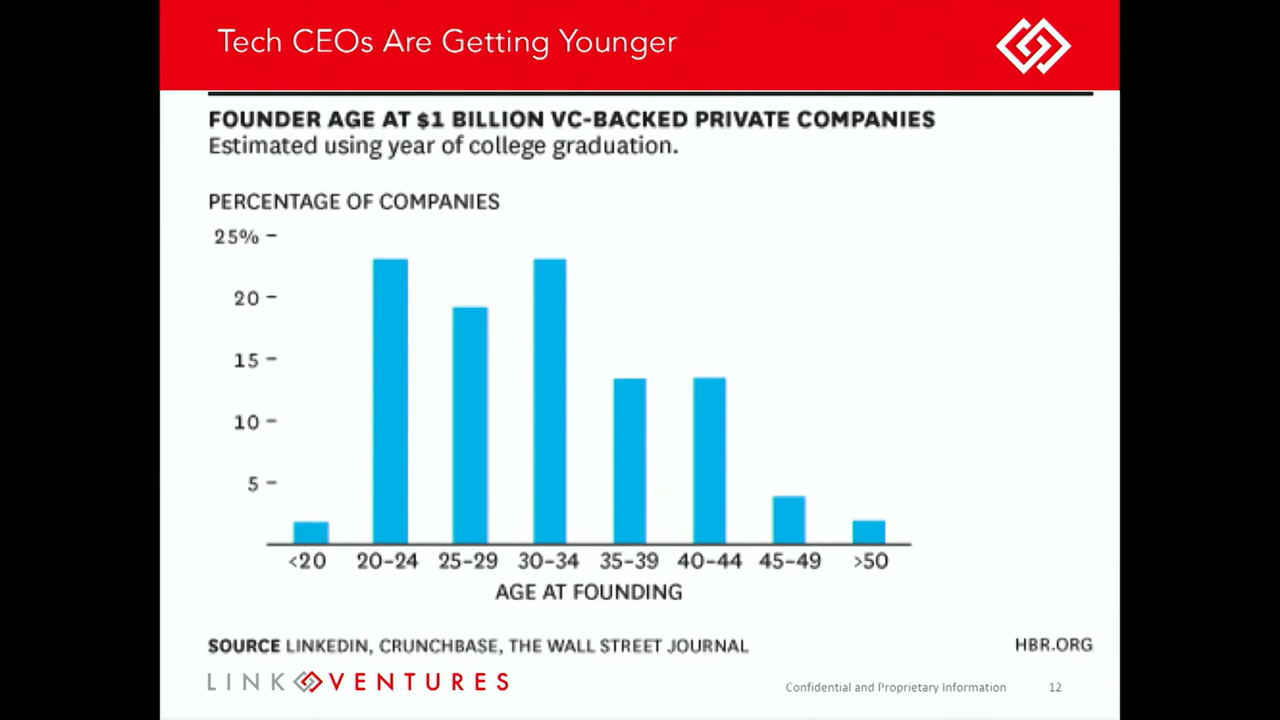 Tech CEOs Are Getting Younger
FOUNDER AGE AT $1 BILLION VC-BACKED PRIVATE COMPANIES
Estimated using year of college graduation.
PERCENTAGE OF COMPANIES
25%
20
15
10
5
<20 20–24 25–29 30–34 35–39 40–44 45–49 >50
AGE AT FOUNDING
SOURCE LINKEDIN, CRUNCHBASE, THE WALL STREET JOURNAL HBR.ORG
LINK VENTURES Confidential and Proprietary Information 12